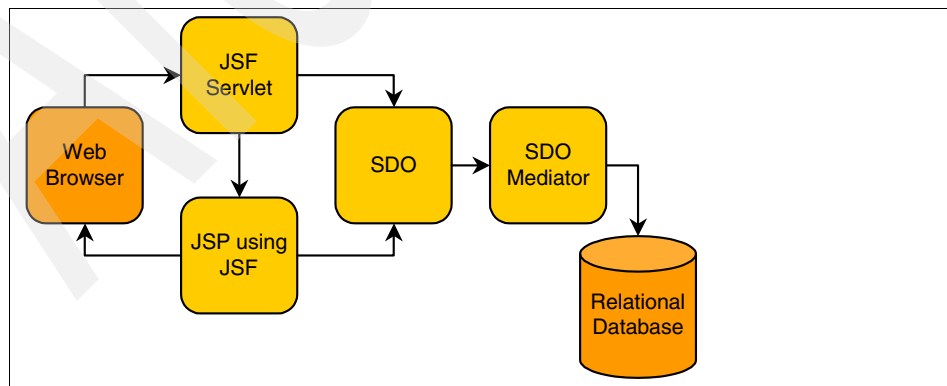 JSF
Servlet
Web
Browser
SDO
SDO
Mediator
JSP using
JSF
Relational
Database